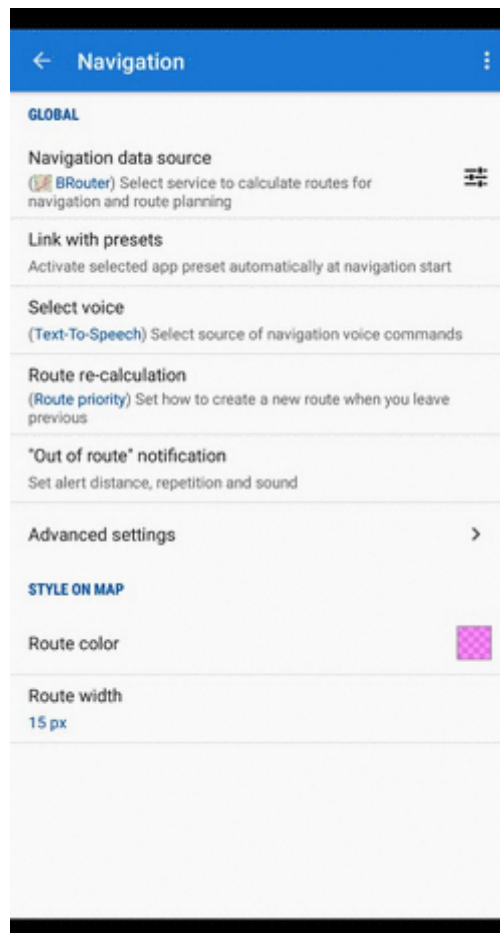 Navigation
GLOBAL
Navigation data source
(BRouter) Select service to calculate routes for
navigation and route planning
Link with presets
Activate selected app preset automatically at navigation start
Select voice
(Text-To-Speech) Select source of navigation voice commands
Route re-calculation
(Route priority) Set how to create a new route when you leave
previous
"Out of route" notification
Set alert distance, repetition and sound
Advanced settings
STYLE ON MAP
Route color
Route width
15 px